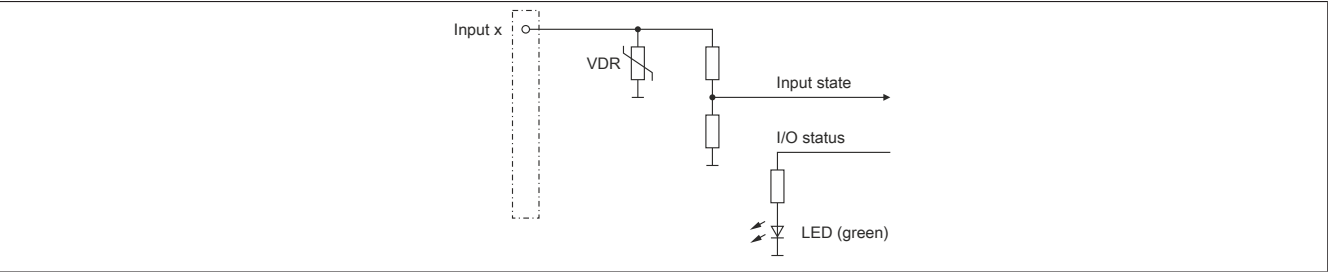 Input x
VDR
Input state
I/O status
LED (green)